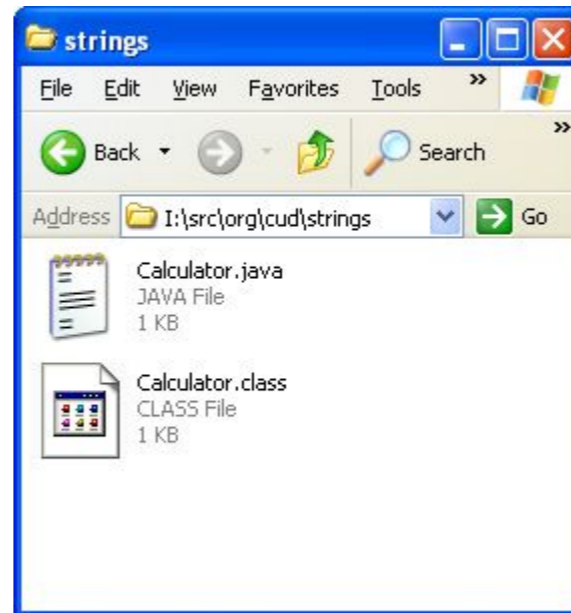 strings
File Edit View Favorites Tools »
Back Search »
Address I:\src\org\cud\strings Go
Calculator.java
JAVA File
1 KB
Calculator.class
CLASS File
1 KB